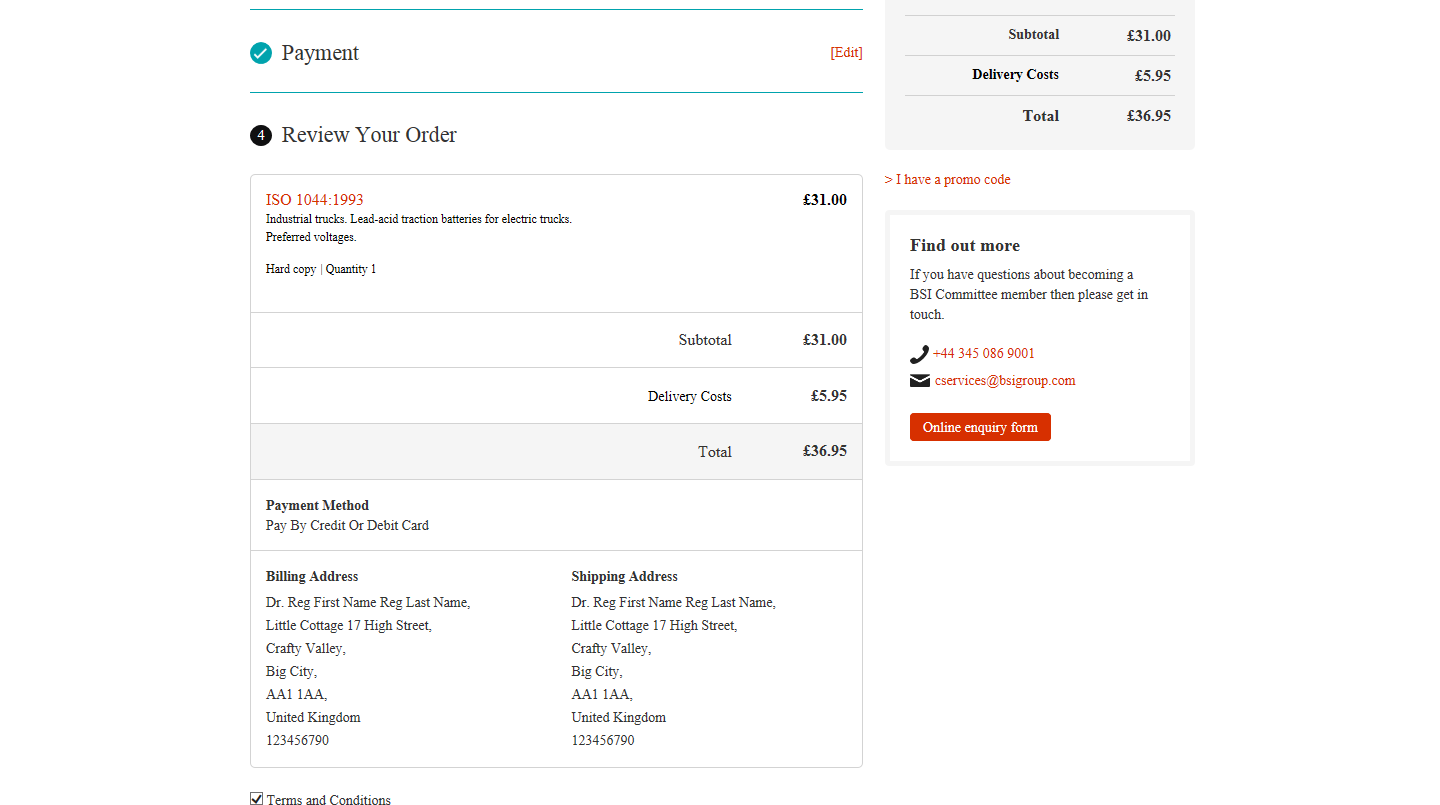 Payment
[Edit]
4 Review Your Order
ISO 1044:1993 £31.00
Industrial trucks. Lead-acid traction batteries for electric trucks.
Preferred voltages.
Hard copy | Quantity 1
Subtotal £31.00
Delivery Costs £5.95
Total £36.95
Payment Method
Pay By Credit Or Debit Card
Billing Address
Dr. Reg First Name Reg Last Name,
Little Cottage 17 High Street,
Crafty Valley,
Big City,
AA1 1AA,
United Kingdom
123456790
Shipping Address
Dr. Reg First Name Reg Last Name,
Little Cottage 17 High Street,
Crafty Valley,
Big City,
AA1 1AA,
United Kingdom
123456790
Terms and Conditions
Subtotal £31.00
Delivery Costs £5.95
Total £36.95
> I have a promo code
Find out more
If you have questions about becoming a
BSI Committee member then please get in
touch.
+44 345 086 9001
cservices@bsigroup.com
Online enquiry form